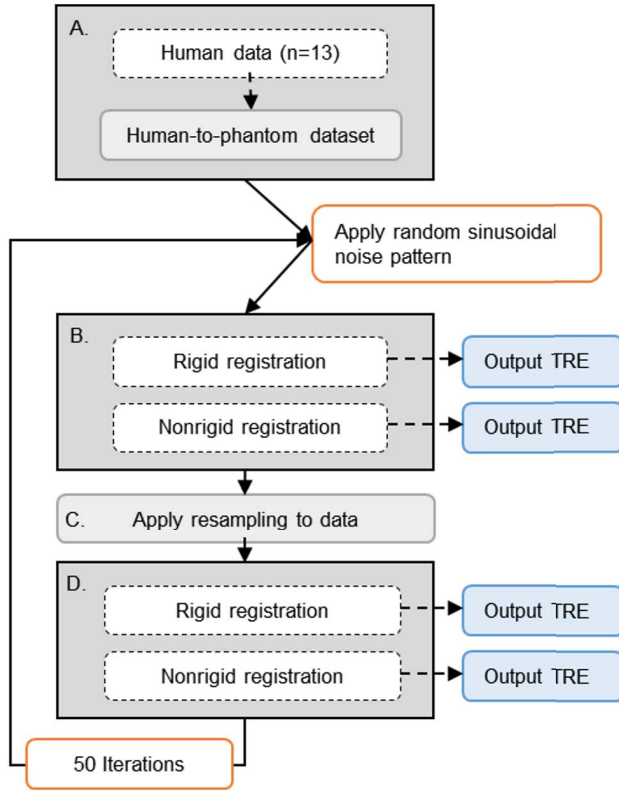 A.
Human data (n=13)
Human-to-phantom dataset
Apply random sinusoidal
noise pattern
B.
Rigid registration
Output TRE
Nonrigid registration
Output TRE
C. Apply resampling to data
D.
Rigid registration
Output TRE
Nonrigid registration
Output TRE
50 Iterations